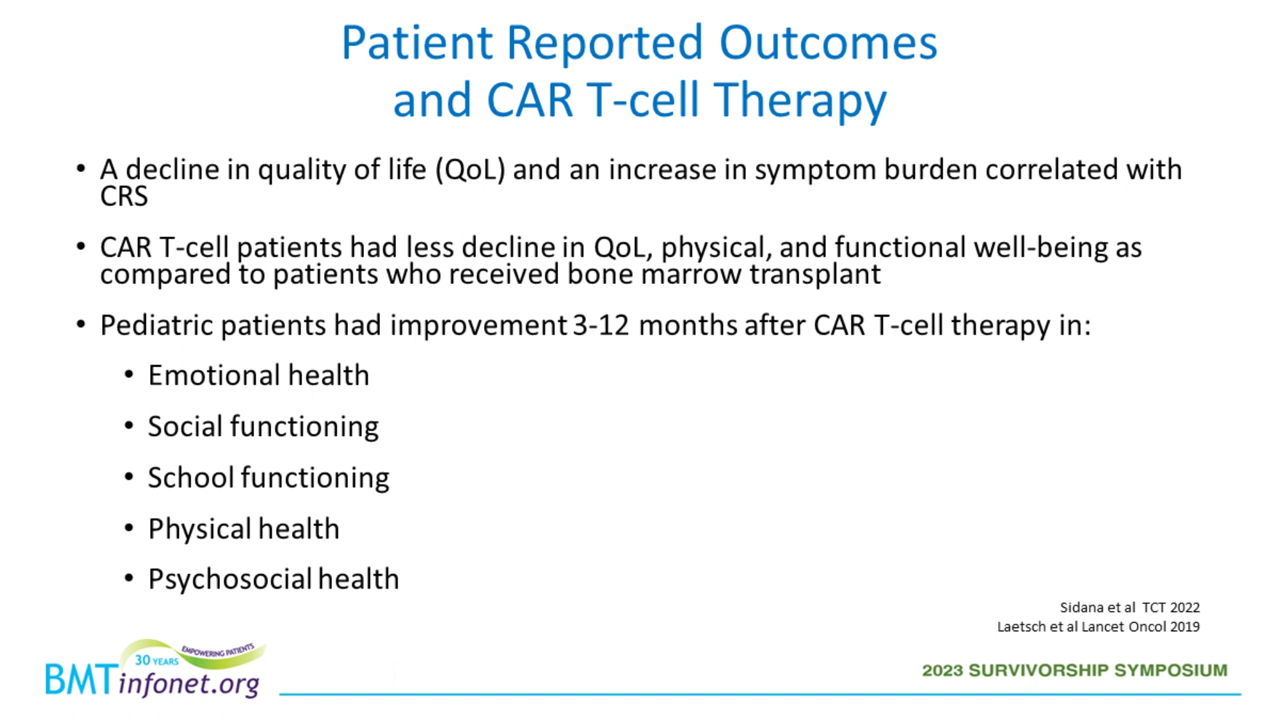 Patient Reported Outcomes
and CAR T-cell Therapy
• A decline in quality of life (QoL) and an increase in symptom burden correlated with
CRS
• CAR T-cell patients had less decline in QoL, physical, and functional well-being as
compared to patients who received bone marrow transplant
• Pediatric patients had improvement 3-12 months after CAR T-cell therapy in:
• Emotional health
• Social functioning
• School functioning
• Physical health
• Psychosocial health
Sidana et al TCT 2022
Laetsch et al Lancet Oncol 2019
EMPOWERING PATIENTS
30 YEARS
BMTinfonet.org
2023 SURVIVORSHIP SYMPOSIUM